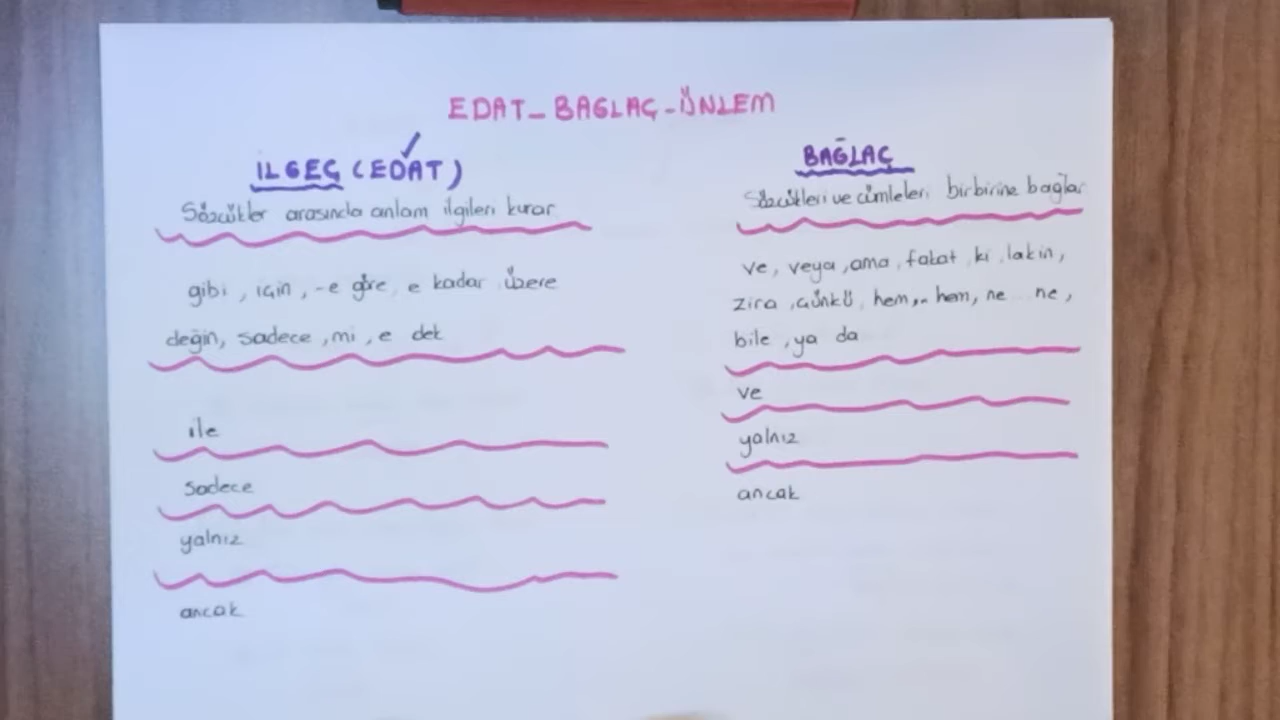 EDAT-BAGLAÇ-ÜNLEM
İLGEÇ (EDAT)
Sözcükler arasında anlam ilgileri kurar
gibi, için, -e göre, e kadar üzere
değin, sadece, mi, e dek
ile
sadece
yalnız
ancak
BAĞLAÇ
Sözcükleri ve cümleleri birbirine bağlar
ve, veya, ama, fakat, ki, lakin,
zira, çünkü, hem... hem, ne ne,
bile, ya da
ve
yalnız
ancak